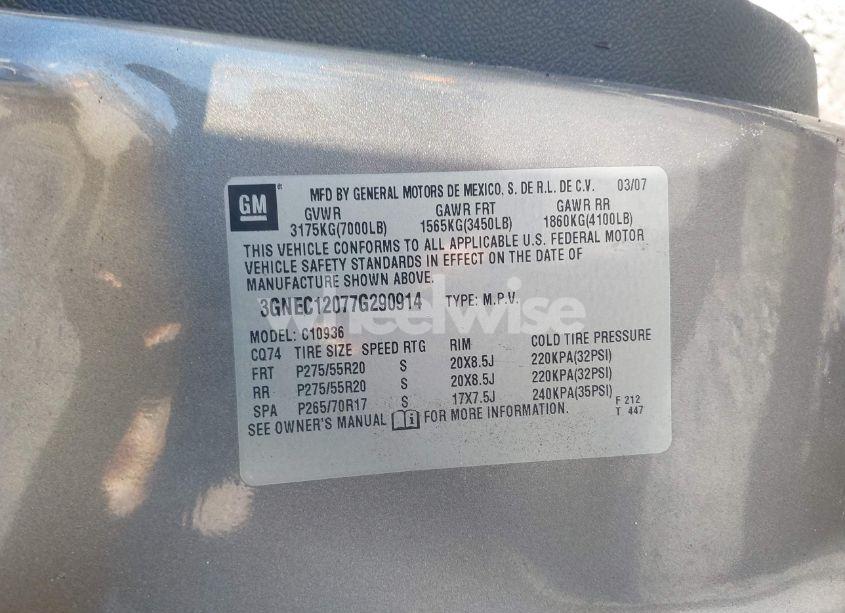 GM
MFD BY GENERAL MOTORS DE MEXICO. S. DE R.L. DE C.V. 03/07
GVWR GAWR FRT GAWR RR
3175KG(7000LB) 1565KG(3450LB) 1860KG(4100LB)
THIS VEHICLE CONFORMS TO ALL APPLICABLE U.S. FEDERAL MOTOR
VEHICLE SAFETY STANDARDS IN EFFECT ON THE DATE OF
MANUFACTURE SHOWN ABOVE.
3GNEC12077G290914 TYPE: M.P.V.
wheelwise
MODEL: C10936
CQ74 TIRE SIZE SPEED RTG RIM COLD TIRE PRESSURE
FRT P275/55R20 S 20X8.5J 220KPA(32PSI)
RR P275/55R20 S 20X8.5J 220KPA(32PSI)
SPA P265/70R17 S 17X7.5J 240KPA(35PSI) F 212
SEE OWNER'S MANUAL FOR MORE INFORMATION. T 447